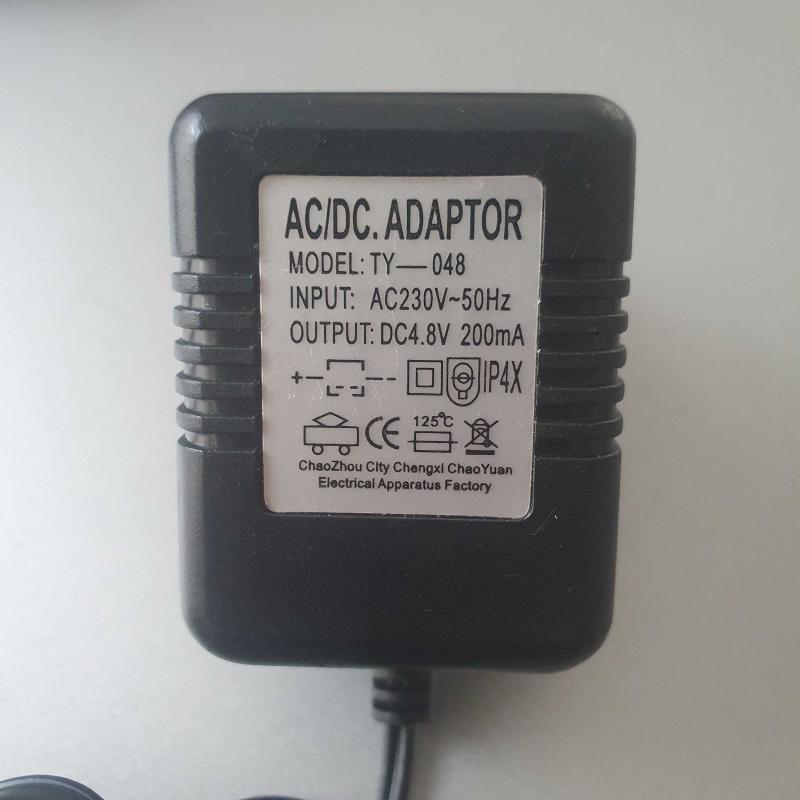 AC/DC. ADAPTOR
MODEL: TY—048
INPUT: AC230V~50Hz
OUTPUT: DC4.8V 200mA
+ - IP4X
CE 125°C
ChaoZhou City Chengxi ChaoYuan
Electrical Apparatus Factory